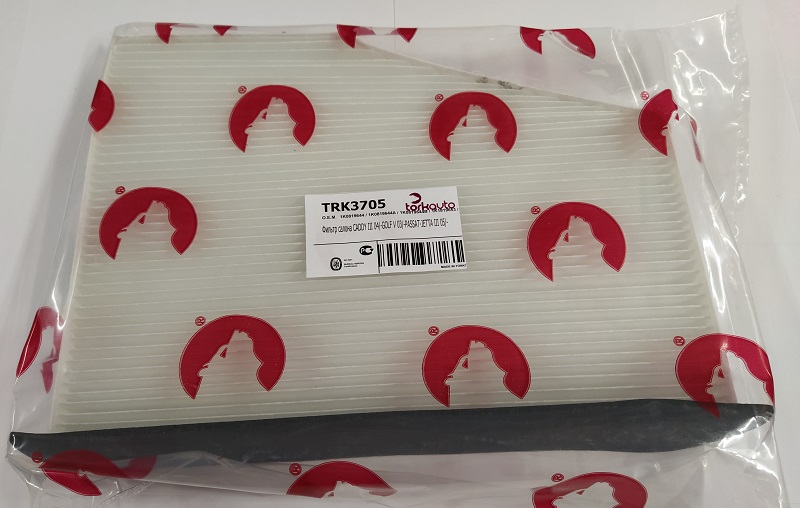 TRK3705
torkauto
O.E.M. 1K0819644 / 1K0819644A / 1K0819644B /
Фильтр салона CADDY III 04/-GOLF V 03/-PASSAT-JETTA III 05/-
MADE IN TURKEY